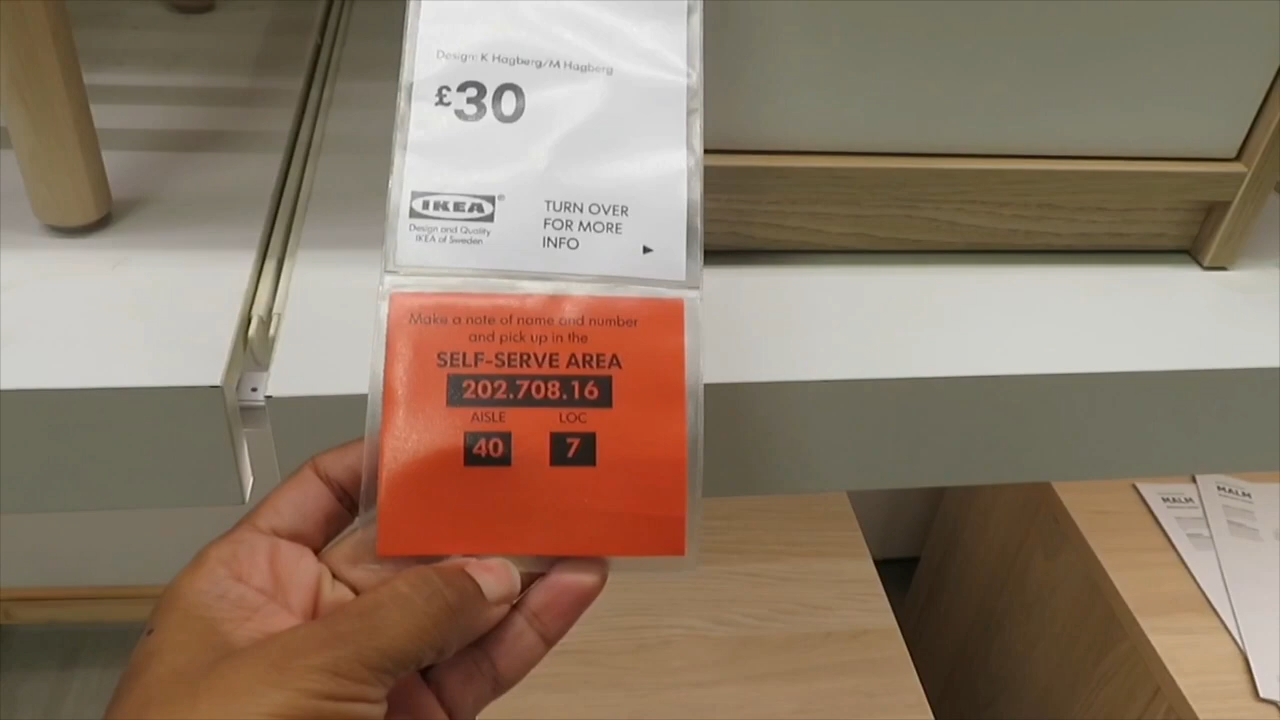 Design: K Hagberg/M Hagberg
£30
IKEA®
Design and Quality
IKEA of Sweden
TURN OVER
FOR MORE
INFO
Make a note of name and number
and pick up in the
SELF-SERVE AREA
202.708.16
AISLE
LOC
40
7
MALM
MALM